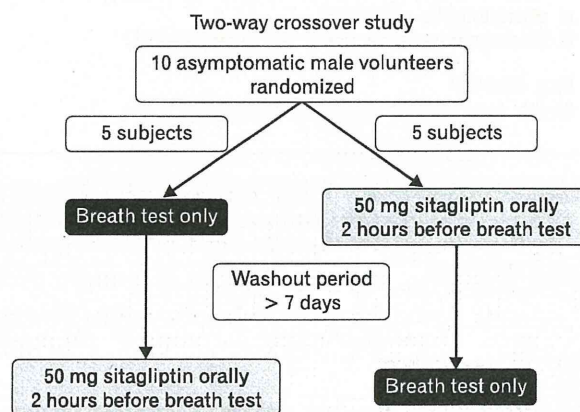 Two-way crossover study
10 asymptomatic male volunteers
randomized
5 subjects
5 subjects
Breath test only
50 mg sitagliptin orally
2 hours before breath test
Washout period
> 7 days
50 mg sitagliptin orally
2 hours before breath test
Breath test only